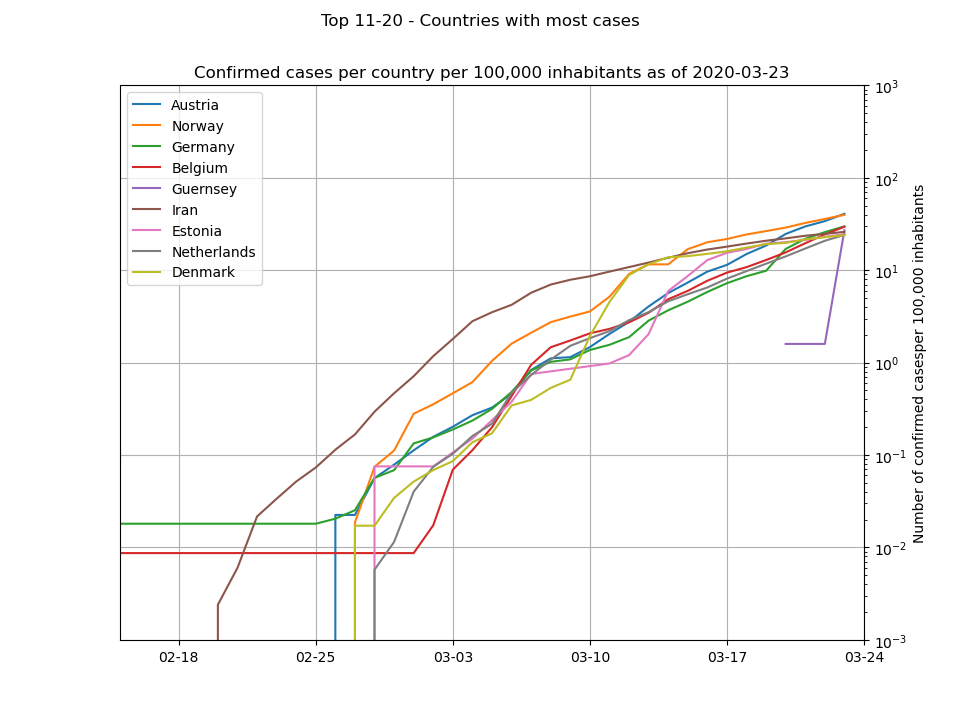 Top 11-20 - Countries with most cases
Confirmed cases per country per 100,000 inhabitants as of 2020-03-23
Austria
Norway
Germany
Belgium
Guernsey
Iran
Estonia
Netherlands
Denmark
10³
10²
10¹
10⁰
10⁻¹
10⁻²
10⁻³
Number of confirmed casesper 100,000 inhabitants
02-18 02-25 03-03 03-10 03-17 03-24